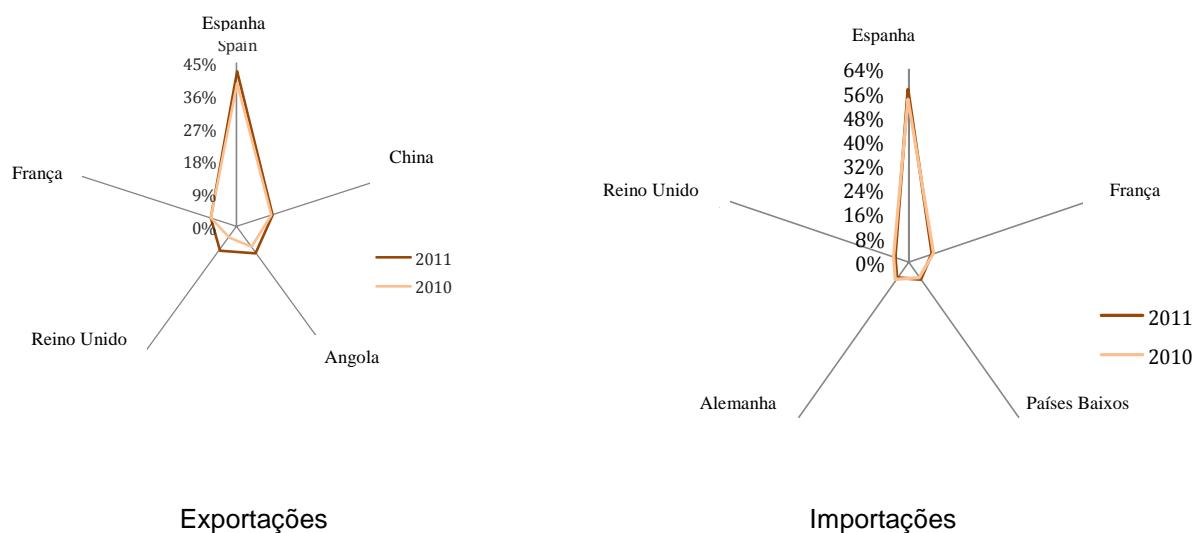 Espanha
Spain
45%
36%
27%
18%
9%
0%
China
França
Reino Unido
Angola
2011
2010
Exportações
Espanha
64%
56%
48%
40%
32%
24%
16%
8%
0%
Reino Unido
França
Alemanha
Países Baixos
2011
2010
Importações